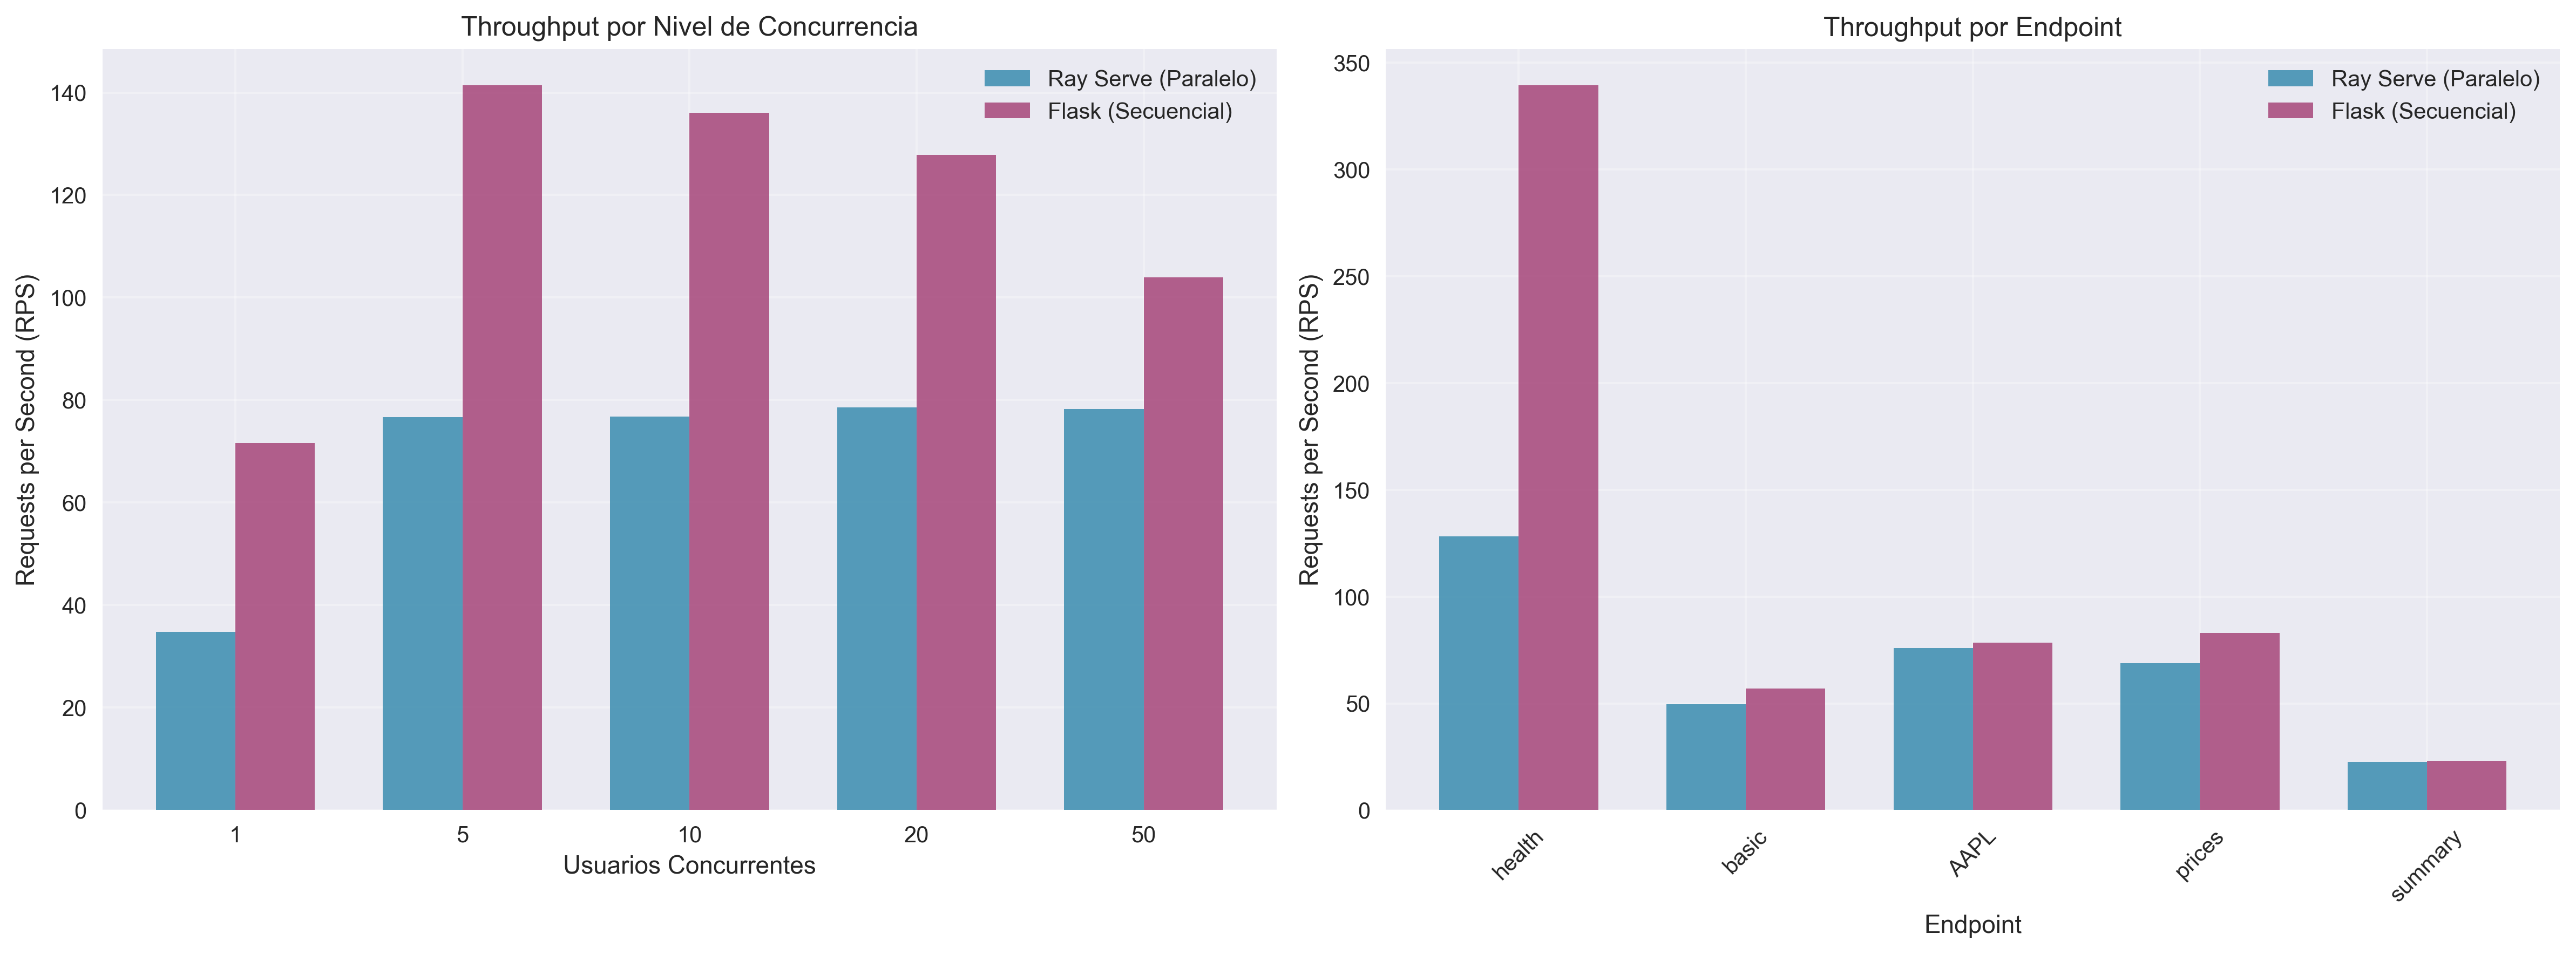 Throughput por Nivel de Concurrencia
Ray Serve (Paralelo)
Flask (Secuencial)
Requests per Second (RPS)
140
120
100
80
60
40
20
0
1
5
10
20
50
Usuarios Concurrentes
Throughput por Endpoint
Ray Serve (Paralelo)
Flask (Secuencial)
Requests per Second (RPS)
350
300
250
200
150
100
50
0
health
basic
AAPL
prices
summary
Endpoint